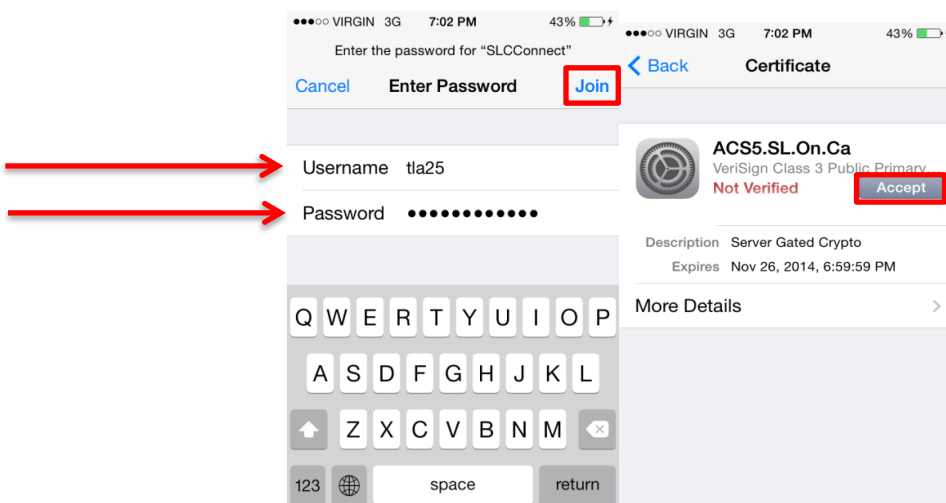 VIRGIN 3G 7:02 PM 43%
Enter the password for “SLCConnect”
Cancel Enter Password Join
Username tla25
Password ●●●●●●●●●●●●
Q W E R T Y U I O P
A S D F G H J K L
Z X C V B N M
123 space return
VIRGIN 3G 7:02 PM 43%
Back Certificate
ACS5.SL.On.Ca
VeriSign Class 3 Public Primary...
Not Verified Accept
Description Server Gated Crypto
Expires Nov 26, 2014, 6:59:59 PM
More Details